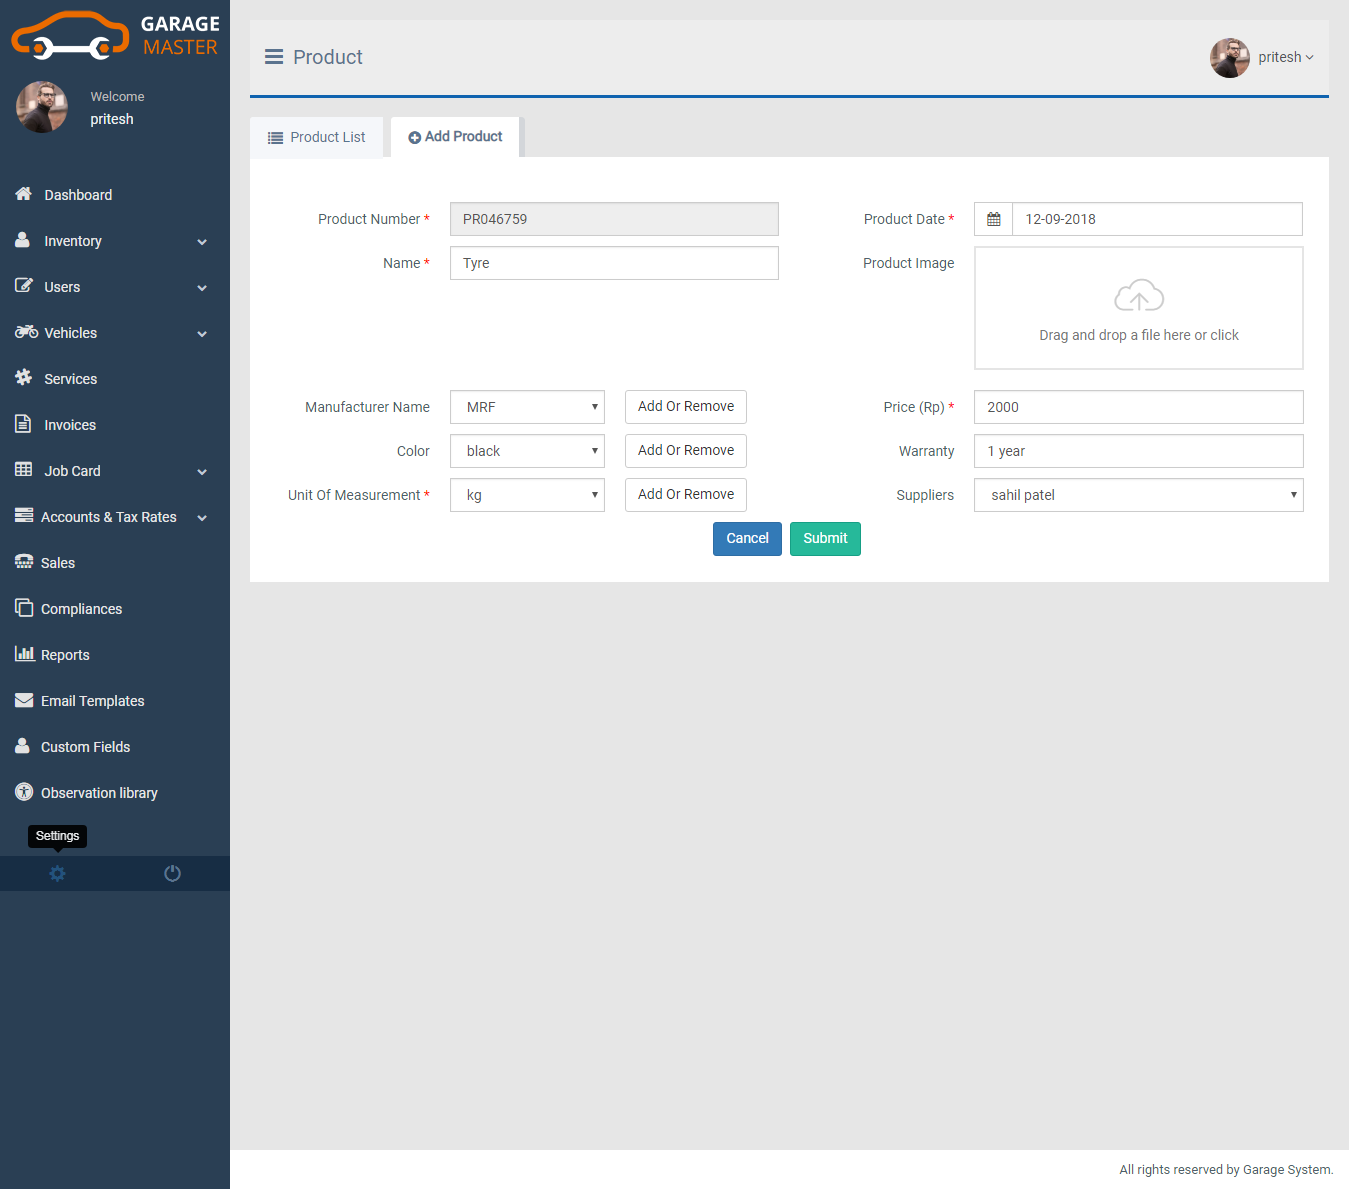 GARAGE
MASTER
Welcome
pritesh
Dashboard
Inventory
Users
Vehicles
Services
Invoices
Job Card
Accounts & Tax Rates
Sales
Compliances
Reports
Email Templates
Custom Fields
Observation library
Settings
Product
pritesh
Product List
Add Product
Product Number * PR046759
Product Date * 12-09-2018
Name * Tyre
Product Image
Drag and drop a file here or click
Manufacturer Name MRF Add Or Remove
Price (Rp) * 2000
Color black Add Or Remove
Warranty 1 year
Unit Of Measurement * kg Add Or Remove
Suppliers sahil patel
Cancel Submit
All rights reserved by Garage System.